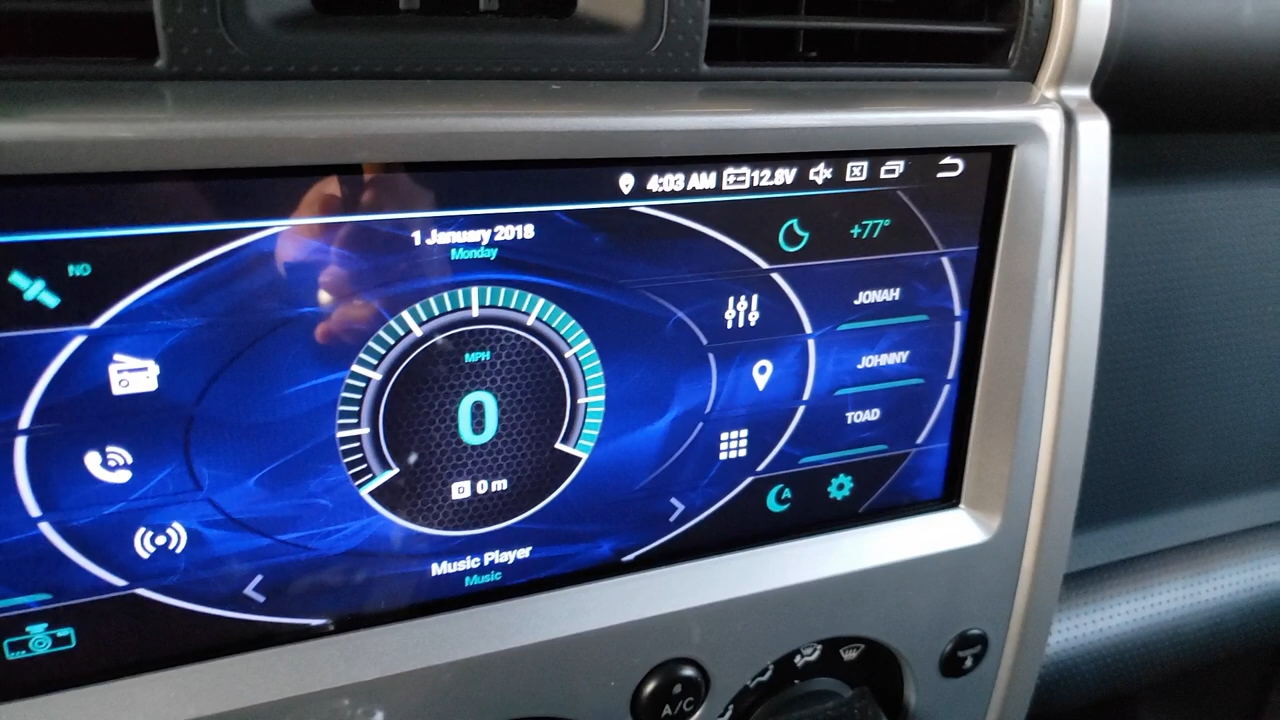 4:03 AM 12.8V
1 January 2018
Monday
+77°
NO
JONAH
JOHNNY
TOAD
MPH
0
0 m
A
Music Player
Music
A/C